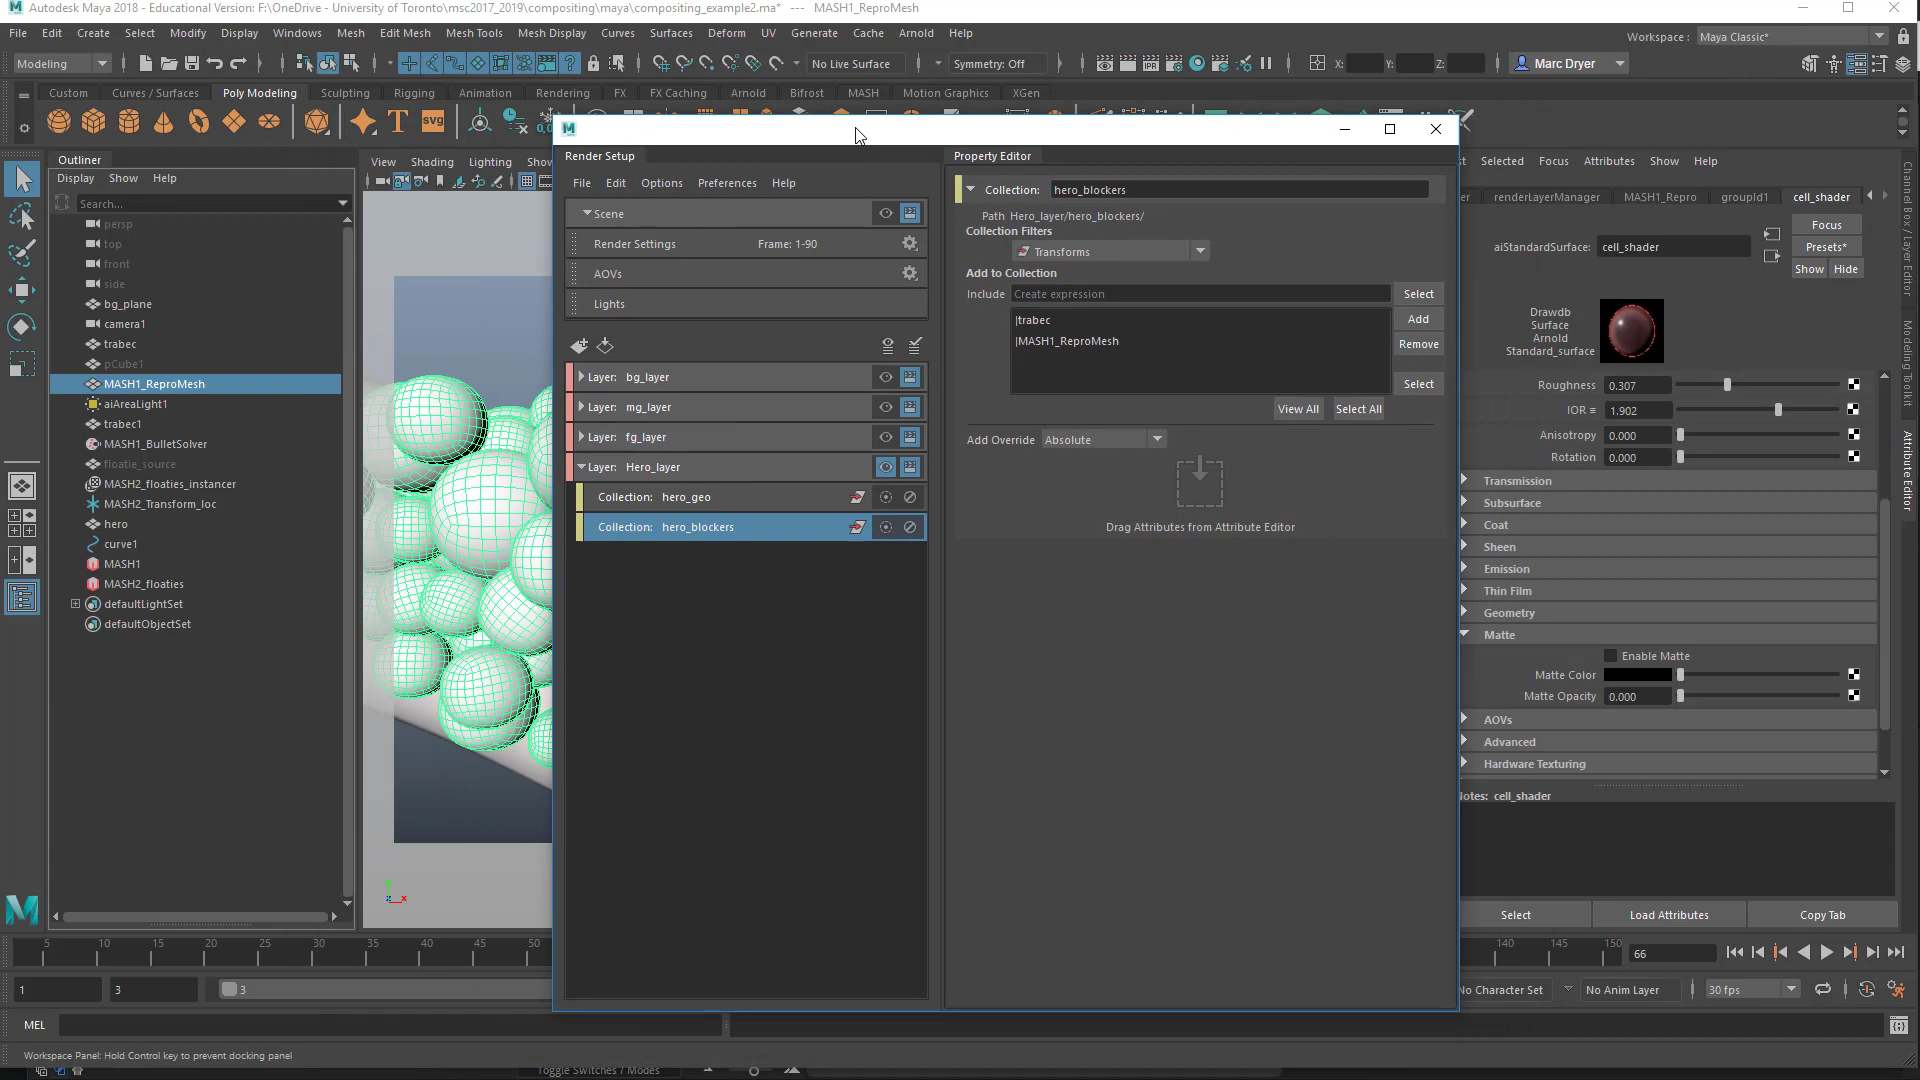 Autodesk Maya 2018 - Educational Version: F:\OneDrive - University of Toronto\msc2017_2019\compositing\maya\compositing_example2.ma* --- MASH1_ReproMesh
File Edit Create Select Modify Display Windows Mesh Edit Mesh Mesh Tools Mesh Display Curves Surfaces Deform UV Generate Cache Arnold Help
Workspace : Maya Classic*
Modeling No Live Surface Symmetry: Off X: Y: Z: Marc Dryer
Custom Curves / Surfaces Poly Modeling Sculpting Rigging Animation Rendering FX FX Caching Arnold Bifrost MASH Motion Graphics XGen
T svg
Outliner
Display Show Help
Search...
persp
top
front
side
bg_plane
camera1
trabec
pCube1
MASH1_ReproMesh
aiAreaLight1
trabec1
MASH1_BulletSolver
floatie_source
MASH2_floaties_instancer
MASH2_Transform_loc
hero
curve1
MASH1
MASH2_floaties
defaultLightSet
defaultObjectSet
View Shading Lighting
Render Setup
File Edit Options Preferences Help
Scene
Render Settings Frame: 1-90
AOVs
Lights
Layer: bg_layer
Layer: mg_layer
Layer: fg_layer
Layer: Hero_layer
Collection: hero_geo
Collection: hero_blockers
Property Editor
Collection: hero_blockers
Path Hero_layer/hero_blockers/
Collection Filters
Transforms
Add to Collection
Include Create expression Select
|trabec
|MASH1_ReproMesh
Add
Remove
Select
View All Select All
Add Override Absolute
Drag Attributes from Attribute Editor
Selected Focus Attributes Show Help
renderLayerManager MASH1_Repro groupId1 cell_shader
Focus
aiStandardSurface: cell_shader Presets*
Show Hide
Drawdb
Surface
Arnold
Standard_surface
Roughness 0.307
IOR 1.902
Anisotropy 0.000
Rotation 0.000
Transmission
Subsurface
Coat
Sheen
Emission
Thin Film
Geometry
Matte
Enable Matte
Matte Color
Matte Opacity 0.000
AOVs
Advanced
Hardware Texturing
Notes: cell_shader
Select Load Attributes Copy Tab
Channel Box / Layer Editor
Modeling Toolkit
Attribute Editor
5 10 15 20 25 30 35 40 45 50 140 145 150 66
1 3 3 No Character Set No Anim Layer 30 fps
MEL
Workspace Panel: Hold Control key to prevent docking panel
Toggle Switches / Modes